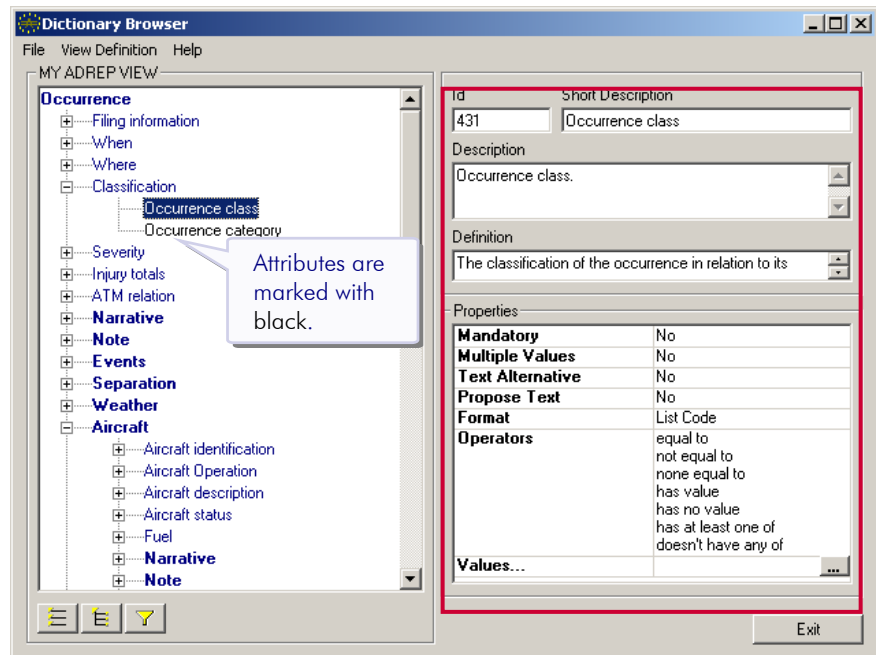 Dictionary Browser
File View Definition Help
MY ADREP VIEW
Occurrence
Filing information
When
Where
Classification
Occurrence class
Occurrence category
Severity
Injury totals
ATM relation
Narrative
Note
Events
Separation
Weather
Aircraft
Aircraft identification
Aircraft Operation
Aircraft description
Aircraft status
Fuel
Narrative
Note
Attributes are
marked with
black.
Id Short Description
431 Occurrence class
Description
Occurrence class.
Definition
The classification of the occurrence in relation to its
Properties
Mandatory No
Multiple Values No
Text Alternative No
Propose Text No
Format List Code
Operators equal to
not equal to
none equal to
has value
has no value
has at least one of
doesn't have any of
Values... ...
Exit